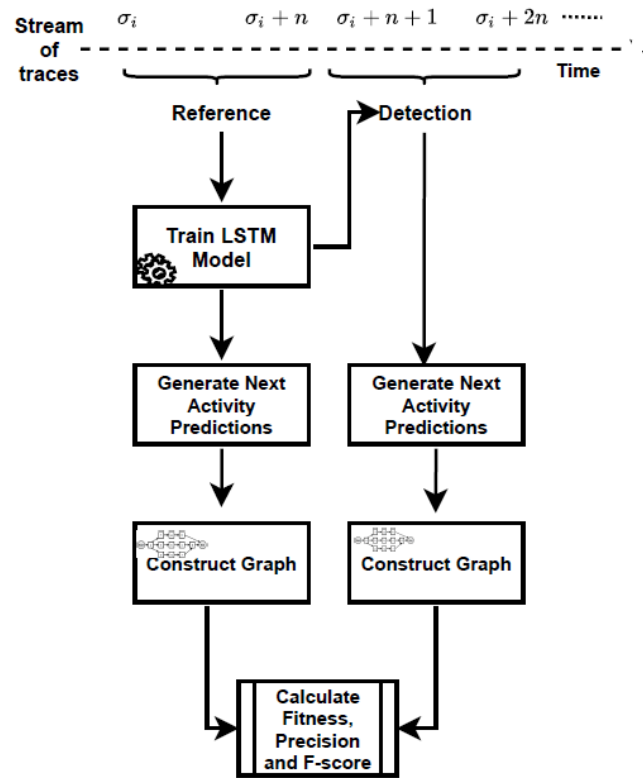 Stream of traces
σ_i σ_i + n σ_i + n + 1 σ_i + 2n ........
Time
Reference
Detection
Train LSTM
Model
Generate Next
Activity
Predictions
Generate Next
Activity
Predictions
Construct Graph
Construct Graph
Calculate
Fitness,
Precision
and F-score